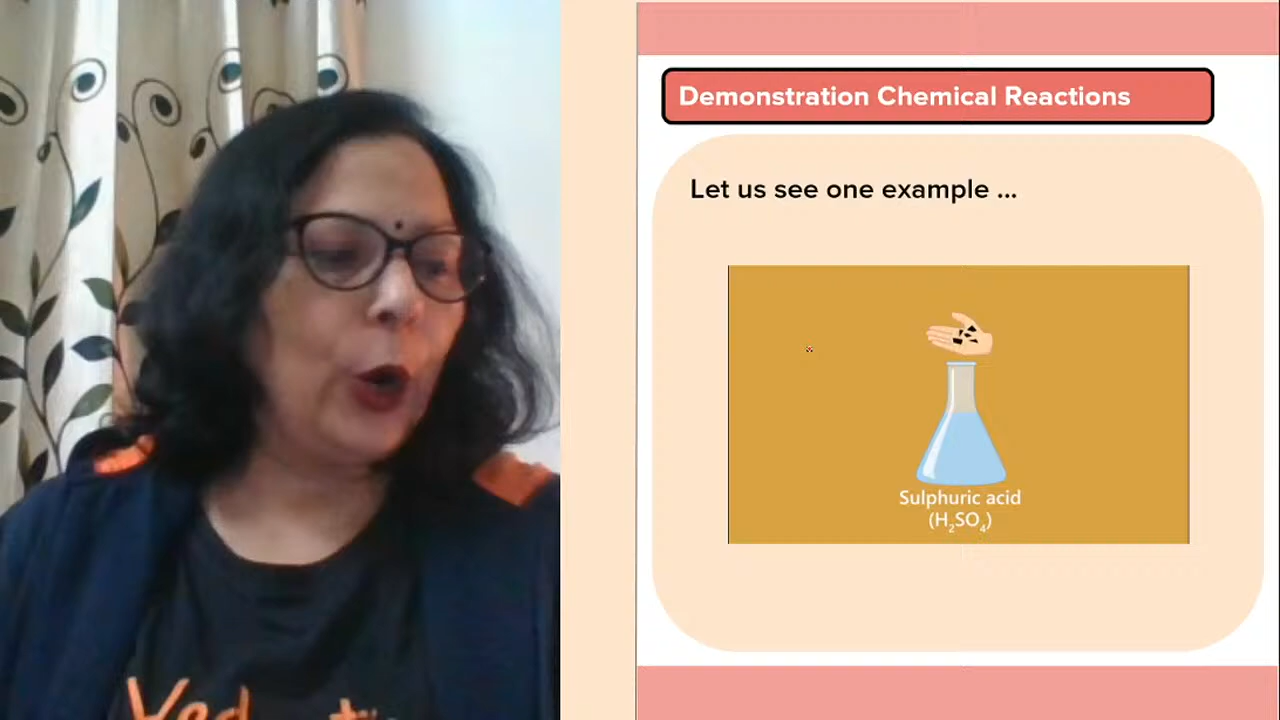 Demonstration Chemical Reactions
Let us see one example ...
Sulphuric acid
(H₂SO₄)